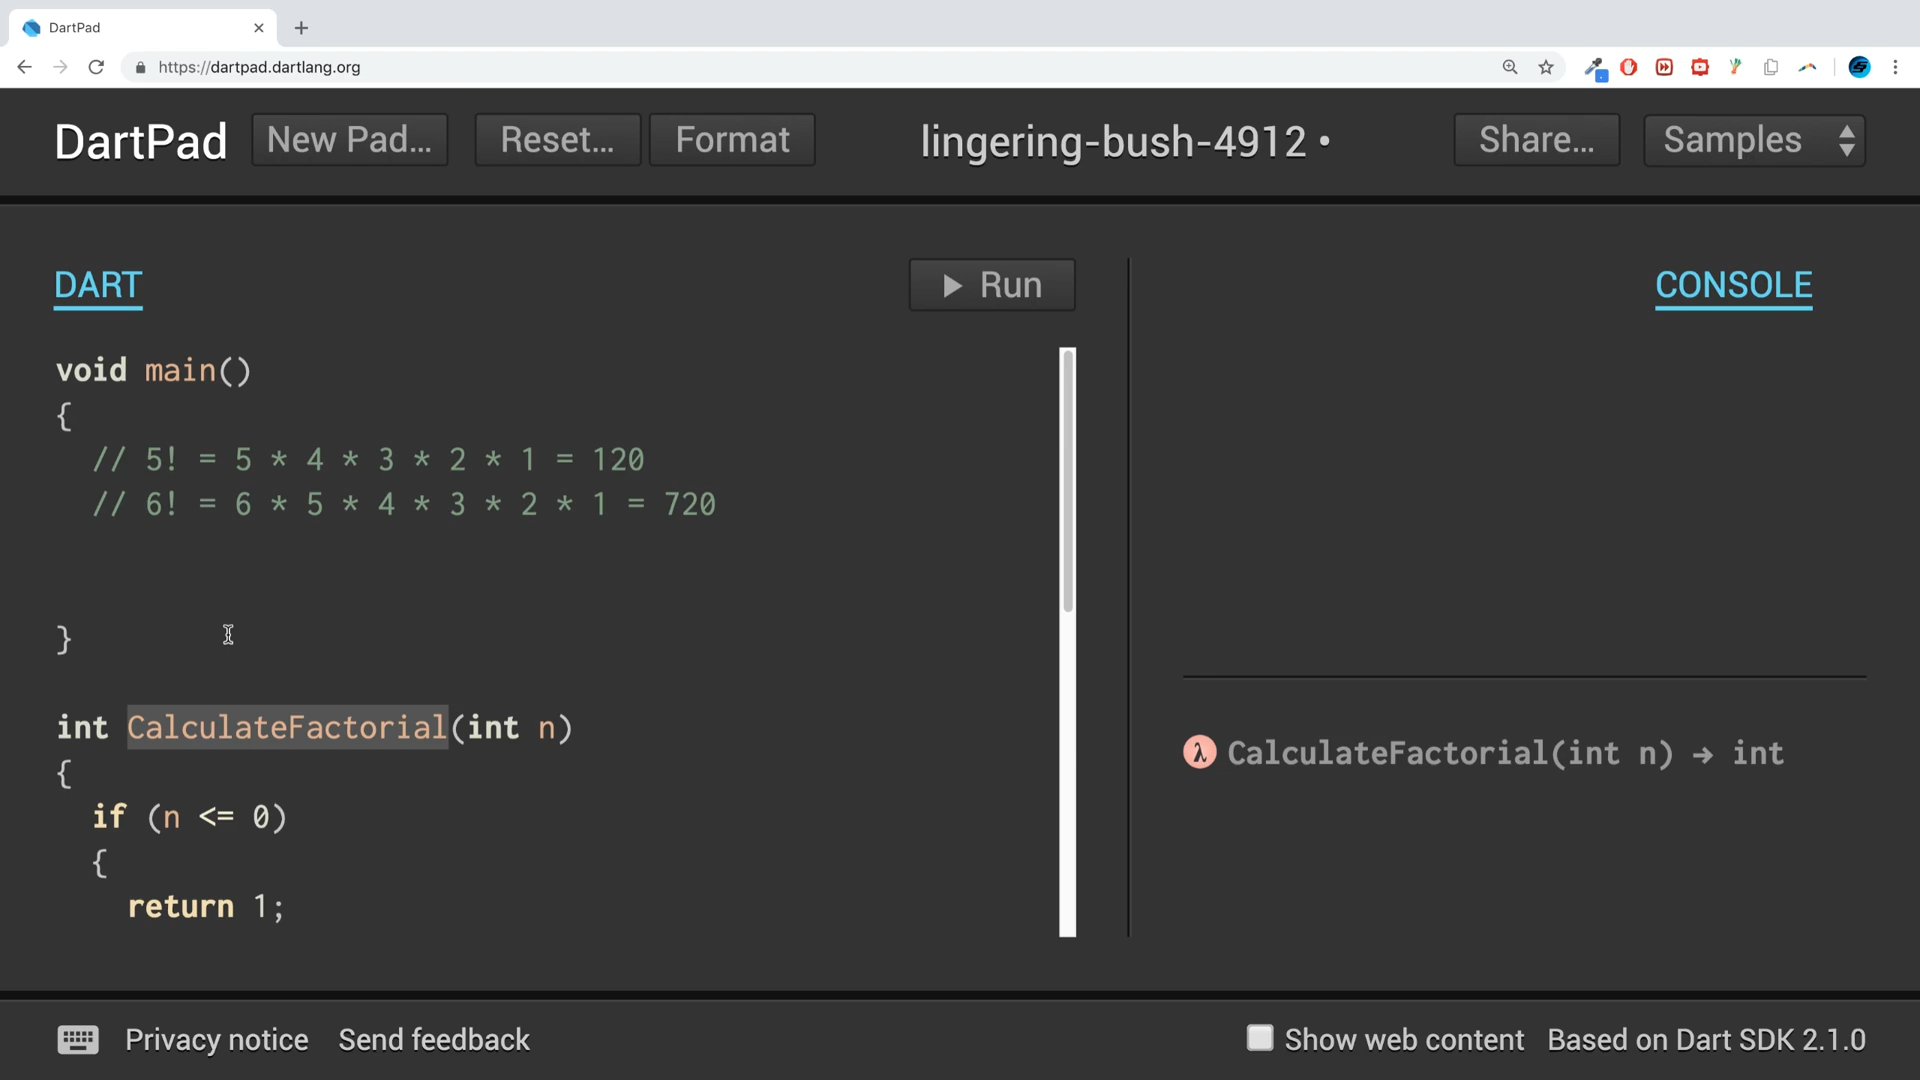 DartPad
https://dartpad.dartlang.org
DartPad
New Pad...
Reset...
Format
lingering-bush-4912 •
Share...
Samples
DART
Run
CONSOLE
void main()
{
// 5! = 5 * 4 * 3 * 2 * 1 = 120
// 6! = 6 * 5 * 4 * 3 * 2 * 1 = 720
}
int CalculateFactorial(int n)
{
if (n <= 0)
{
return 1;
λ CalculateFactorial(int n) → int
Privacy notice
Send feedback
Show web content
Based on Dart SDK 2.1.0